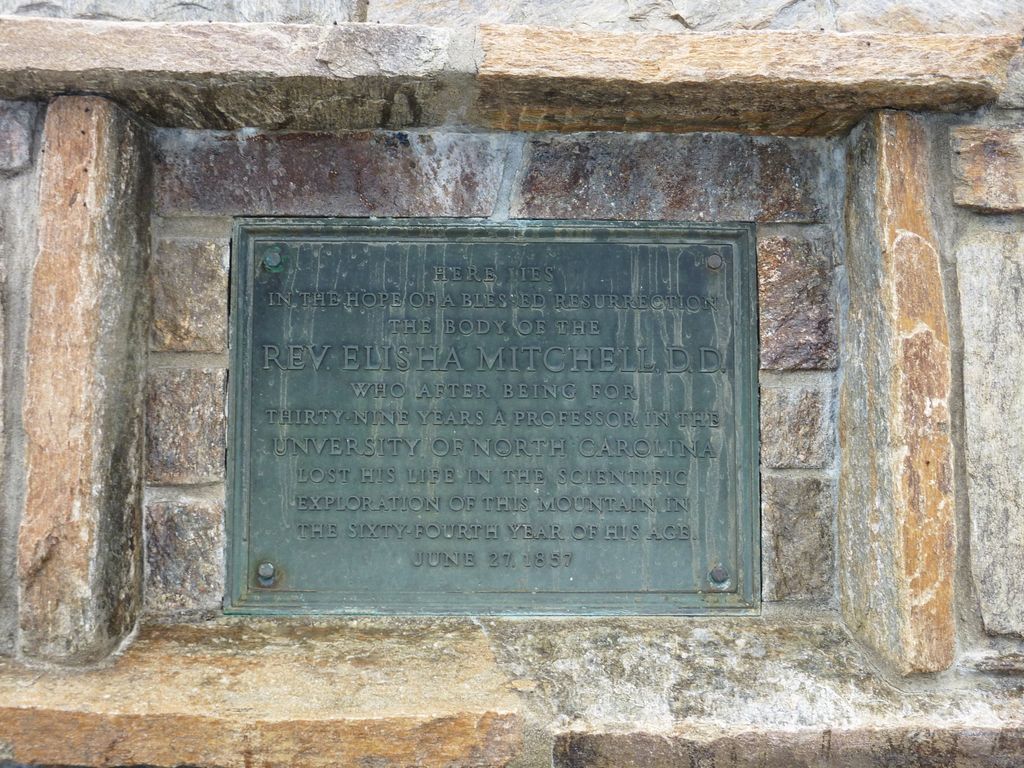 HERE LIES
IN THE HOPE OF A BLESSED RESURRECTION
THE BODY OF THE
REV. ELISHA MITCHELL, D.D.
WHO AFTER BEING FOR
THIRTY-NINE YEARS A PROFESSOR IN THE
UNVERSITY OF NORTH CAROLINA
LOST HIS LIFE IN THE SCIENTIFIC
EXPLORATION OF THIS MOUNTAIN, IN
THE SIXTY-FOURTH YEAR OF HIS AGE.
JUNE 27, 1857